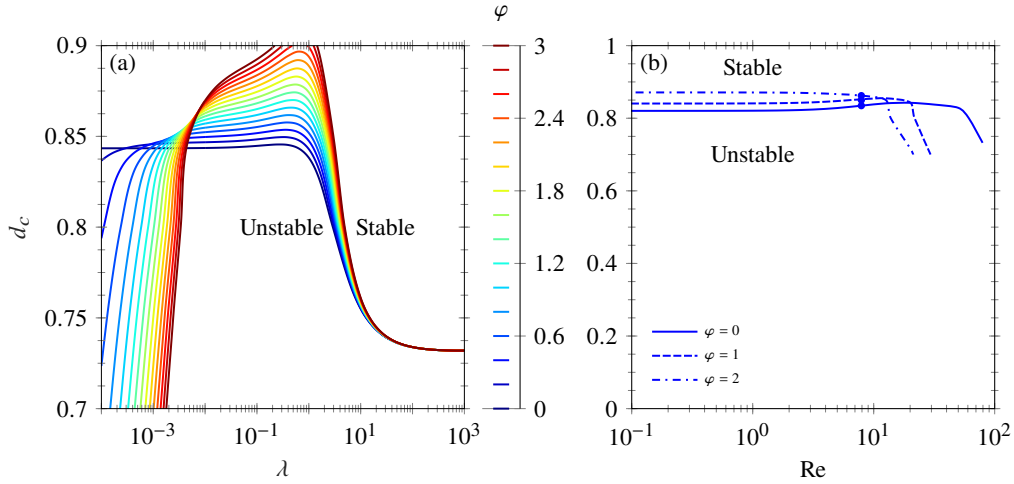 φ
(a)
0.9
0.85
0.8
0.75
0.7
d_c
Unstable Stable
10^{-3} 10^{-1} 10^{1} 10^{3}
λ
3
2.4
1.8
1.2
0.6
0
(b)
1
0.8
0.6
0.4
0.2
0
Stable
Unstable
φ = 0
φ = 1
φ = 2
10^{-1} 10^{0} 10^{1} 10^{2}
Re